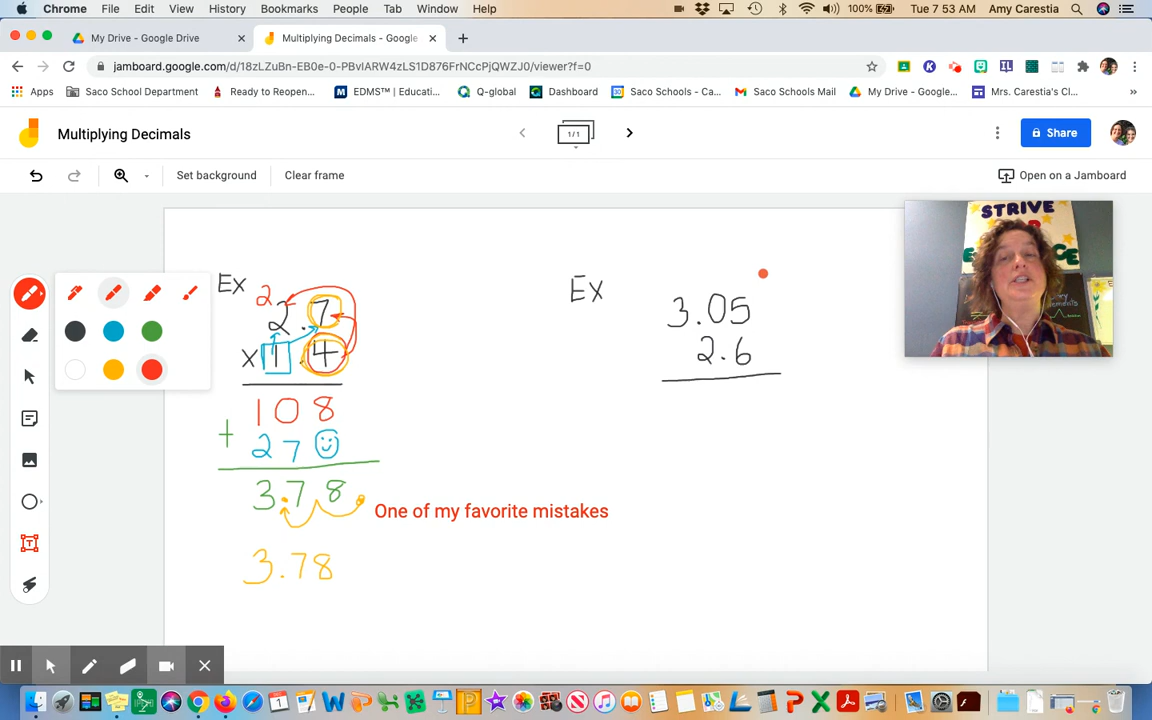 Chrome File Edit View History Bookmarks People Tab Window Help 100% Tue 7 53 AM Amy Carestia
My Drive - Google Drive Multiplying Decimals - Google
jamboard.google.com/d/18zLZuBn-EB0e-0-PBvIARW4zLS1D876FrNCcPjQWZJ0/viewer?f=0
Apps Saco School Department Ready to Reopen... EDMS™ | Educati... Q-global Dashboard Saco Schools - Ca... Saco Schools Mail My Drive - Google... Mrs. Carestia's Cl... »
Multiplying Decimals 1/1 Share
Set background Clear frame Open on a Jamboard
STRIVE
EX
2
2.7
x1.4
108
+ 27
3.78
One of my favorite mistakes
3.78
EX
3.05
2.6